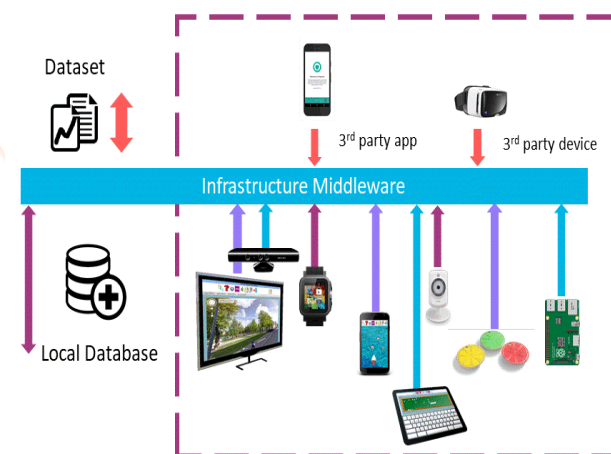 Dataset
3rd party app
3rd party device
Infrastructure Middleware
Local Database